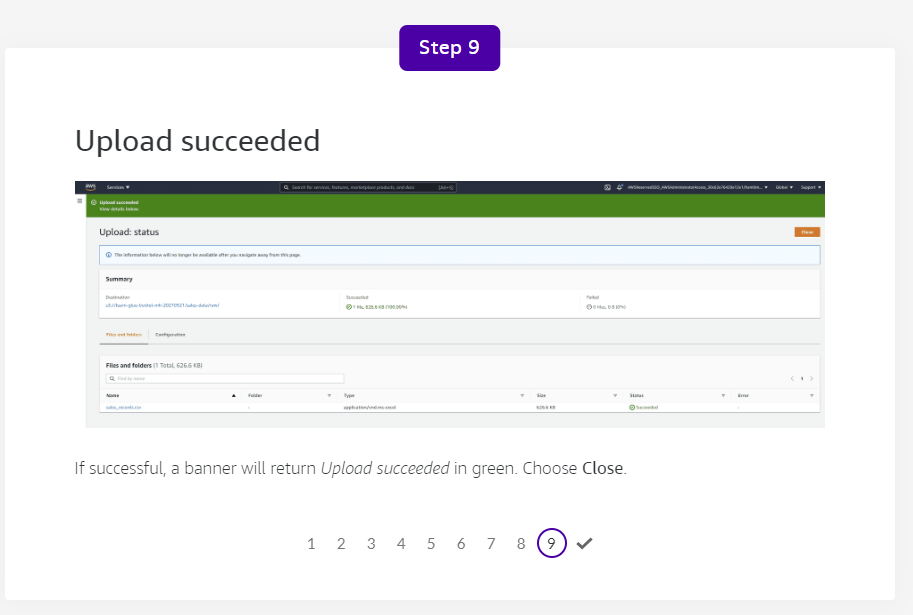 Step 9
Upload succeeded
aws Services
Search for services, features, marketplace products, and docs [Alt+S]
Global Support
Upload succeeded
View details below
Upload: status
Close
The information below will no longer be available after you navigate away from this page.
Summary
Destination Succeeded Failed
1 file, 626.6 KB (100.00%) 0 files, 0 B (0%)
Files and folders Configuration
Files and folders (1 Total, 626.6 KB)
Find by name
1
Name Folder Type Size Status Error
sales_records.csv - application/vnd.ms-excel 626.6 KB Succeeded -
If successful, a banner will return Upload succeeded in green. Choose Close.
1 2 3 4 5 6 7 8 9